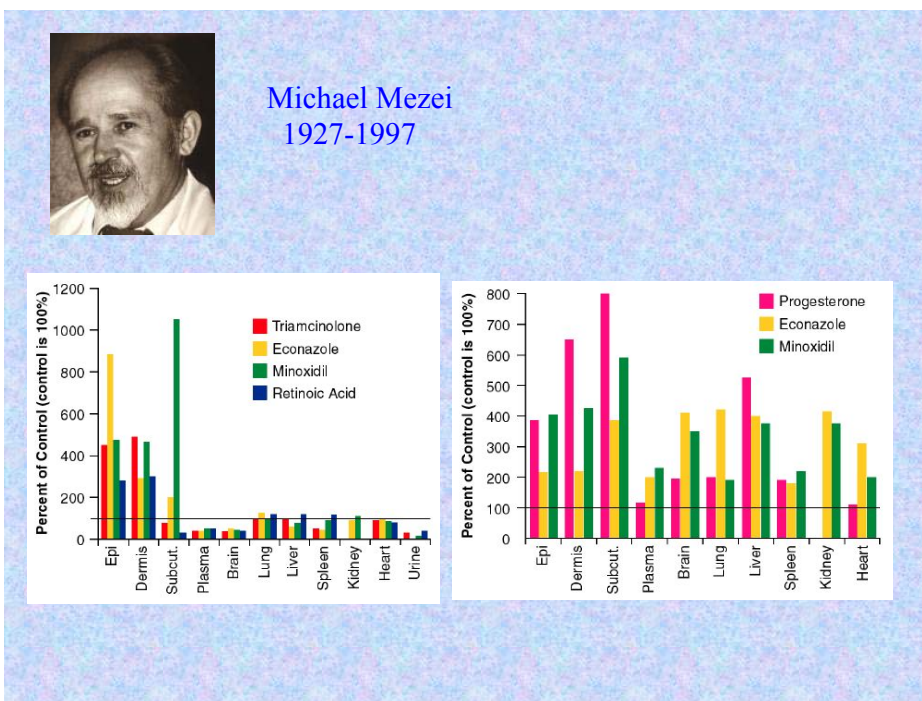 Michael Mezei
1927-1997
Percent of Control (control is 100%)
1200
1000
800
600
400
200
0
Triamcinolone
Econazole
Minoxidil
Retinoic Acid
Epi
Dermis
Subcut.
Plasma
Brain
Lung
Liver
Spleen
Kidney
Heart
Urine
Percent of Control (control is 100%)
800
700
600
500
400
300
200
100
0
Progesterone
Econazole
Minoxidil
Epi
Dermis
Subcut.
Plasma
Brain
Lung
Liver
Spleen
Kidney
Heart